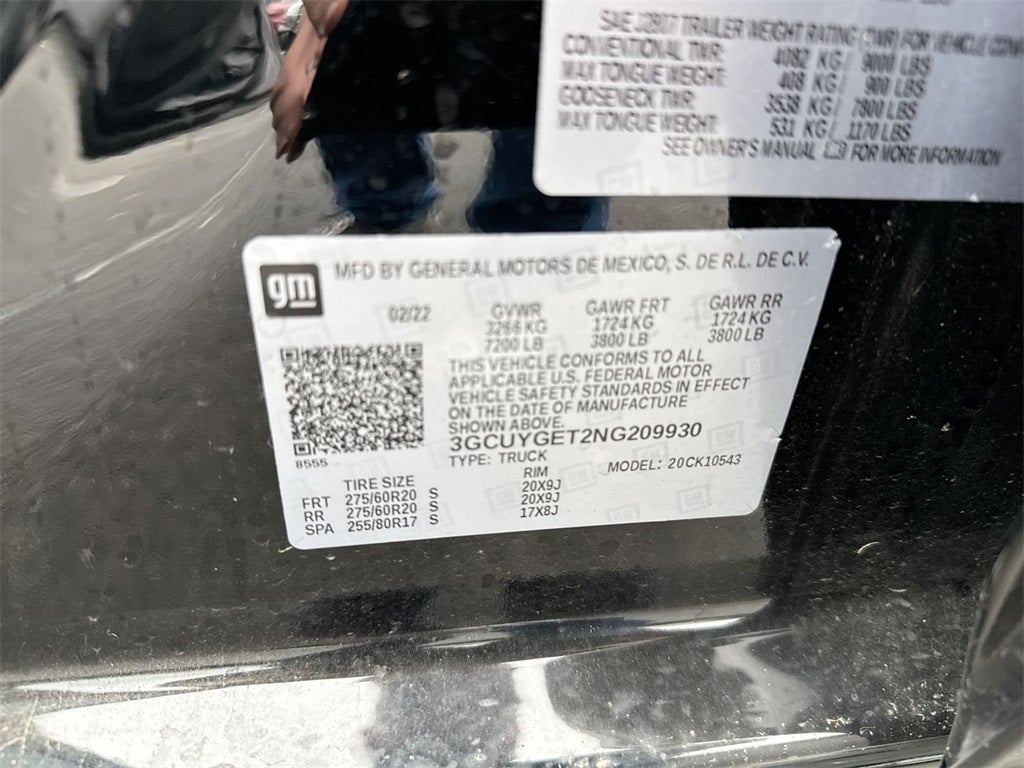 SAE J2807 TRAILER WEIGHT RATING (TWR) FOR VEHICLE
CONVENTIONAL TWR: 4082 KG / 9000 LBS
MAX TONGUE WEIGHT: 408 KG / 900 LBS
GOOSENECK TWR: 3538 KG / 7800 LBS
MAX TONGUE WEIGHT: 531 KG / 1170 LBS
SEE OWNER'S MANUAL FOR MORE INFORMATION
gm
MFD BY GENERAL MOTORS DE MEXICO, S. DE R.L. DE C.V.
02/22 GVWR GAWR FRT GAWR RR
3266 KG 1724 KG 1724 KG
7200 LB 3800 LB 3800 LB
THIS VEHICLE CONFORMS TO ALL
APPLICABLE U.S. FEDERAL MOTOR
VEHICLE SAFETY STANDARDS IN EFFECT
ON THE DATE OF MANUFACTURE
SHOWN ABOVE.
3GCUYGET2NG209930
8555 TYPE: TRUCK MODEL: 20CK10543
TIRE SIZE RIM
FRT 275/60R20 S 20X9J
RR 275/60R20 S 20X9J
SPA 255/80R17 S 17X8J